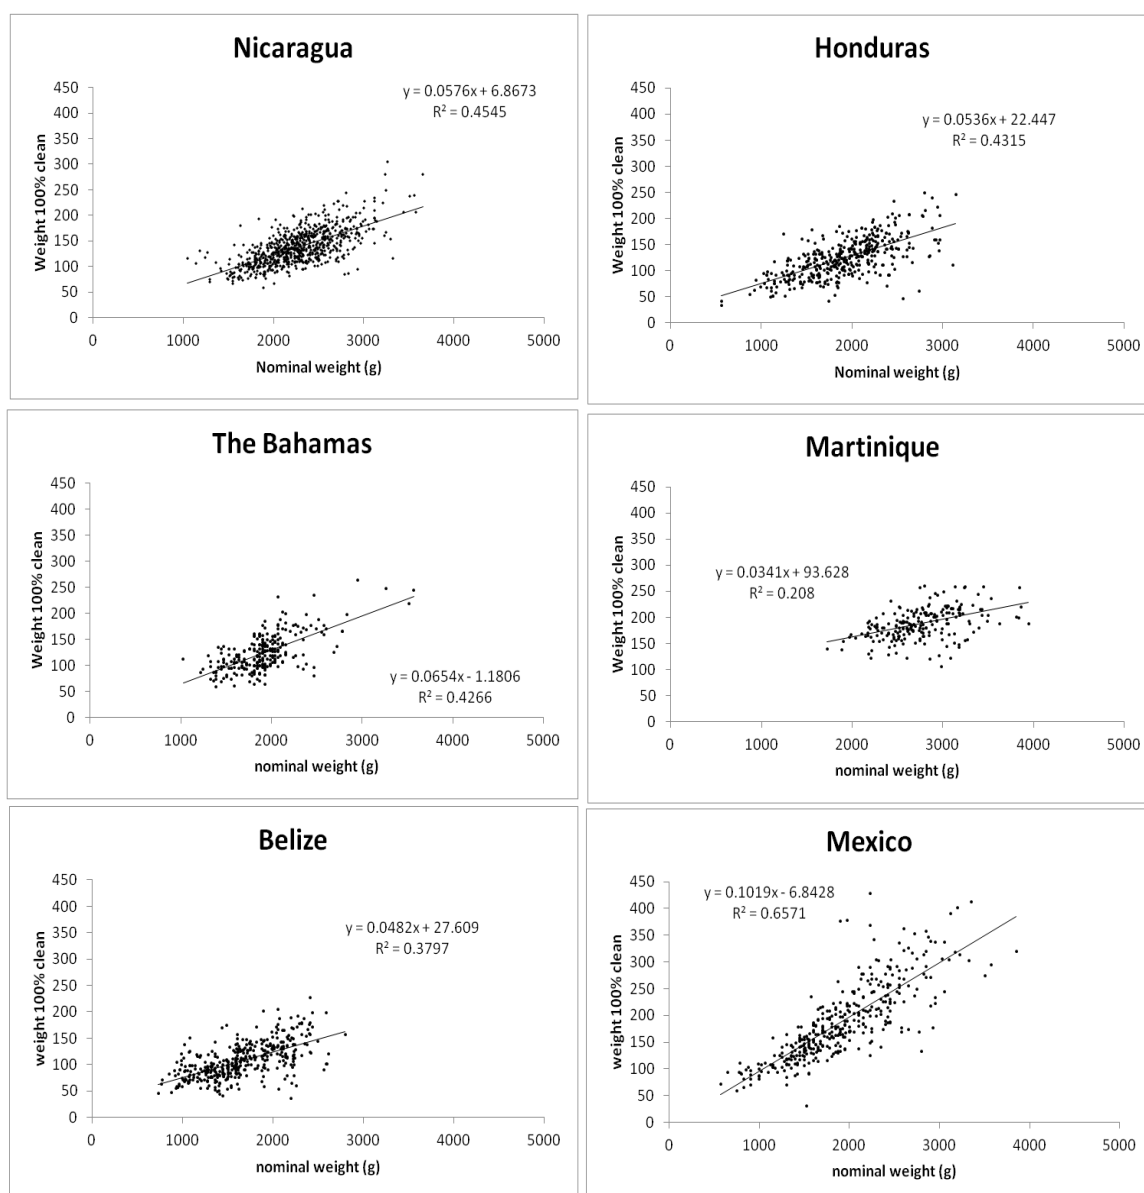 Nicaragua
y = 0.0576x + 6.8673
R² = 0.4545
Weight 100% clean
450
400
350
300
250
200
150
100
50
0
0 1000 2000 3000 4000 5000
Nominal weight (g)
Honduras
y = 0.0536x + 22.447
R² = 0.4315
Weight 100% clean
450
400
350
300
250
200
150
100
50
0
0 1000 2000 3000 4000 5000
Nominal weight (g)
The Bahamas
Weight 100% clean
450
400
350
300
250
200
150
100
50
0
y = 0.0654x - 1.1806
R² = 0.4266
0 1000 2000 3000 4000 5000
nominal weight (g)
Martinique
y = 0.0341x + 93.628
R² = 0.208
Weight 100% clean
450
400
350
300
250
200
150
100
50
0
0 1000 2000 3000 4000 5000
nominal weight (g)
Belize
y = 0.0482x + 27.609
R² = 0.3797
weight 100% clean
450
400
350
300
250
200
150
100
50
0
0 1000 2000 3000 4000 5000
nominal weight (g)
Mexico
y = 0.1019x - 6.8428
R² = 0.6571
weight 100% clean
450
400
350
300
250
200
150
100
50
0
0 1000 2000 3000 4000 5000
nominal weight (g)